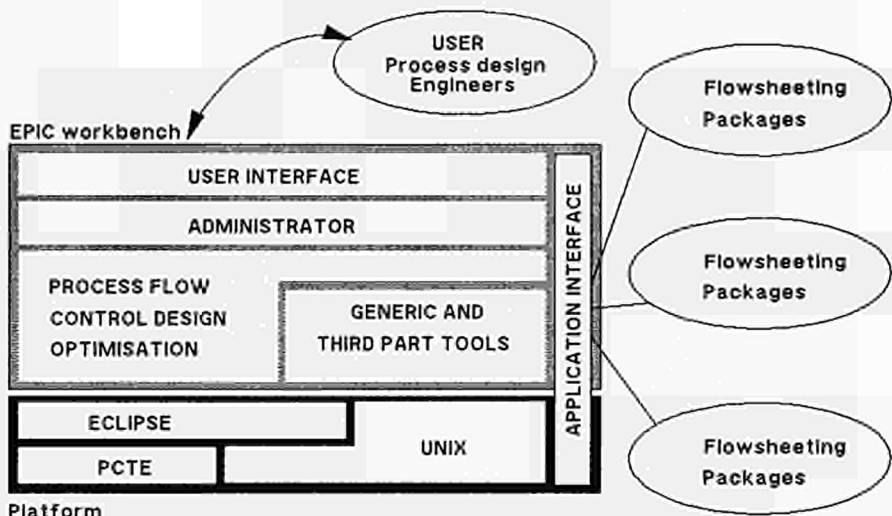 USER
Process design
Engineers
Flowsheeting
Packages
EPIC workbench
USER INTERFACE
ADMINISTRATOR
PROCESS FLOW
CONTROL DESIGN
OPTIMISATION
GENERIC AND
THIRD PART TOOLS
APPLICATION INTERFACE
Flowsheeting
Packages
ECLIPSE
UNIX
PCTE
Flowsheeting
Packages
Platform